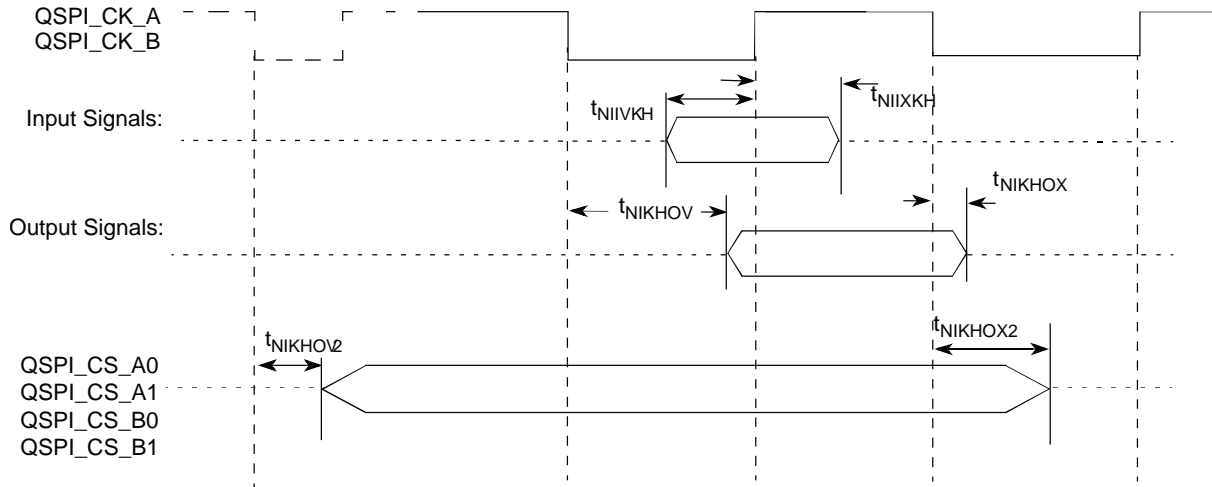 QSPI_CK_A
QSPI_CK_B
tNIIVKH
tNIIXKH
Input Signals:
tNIKHOX
tNIKHOV
Output Signals:
tNIKHOV2
tNIKHOX2
QSPI_CS_A0
QSPI_CS_A1
QSPI_CS_B0
QSPI_CS_B1